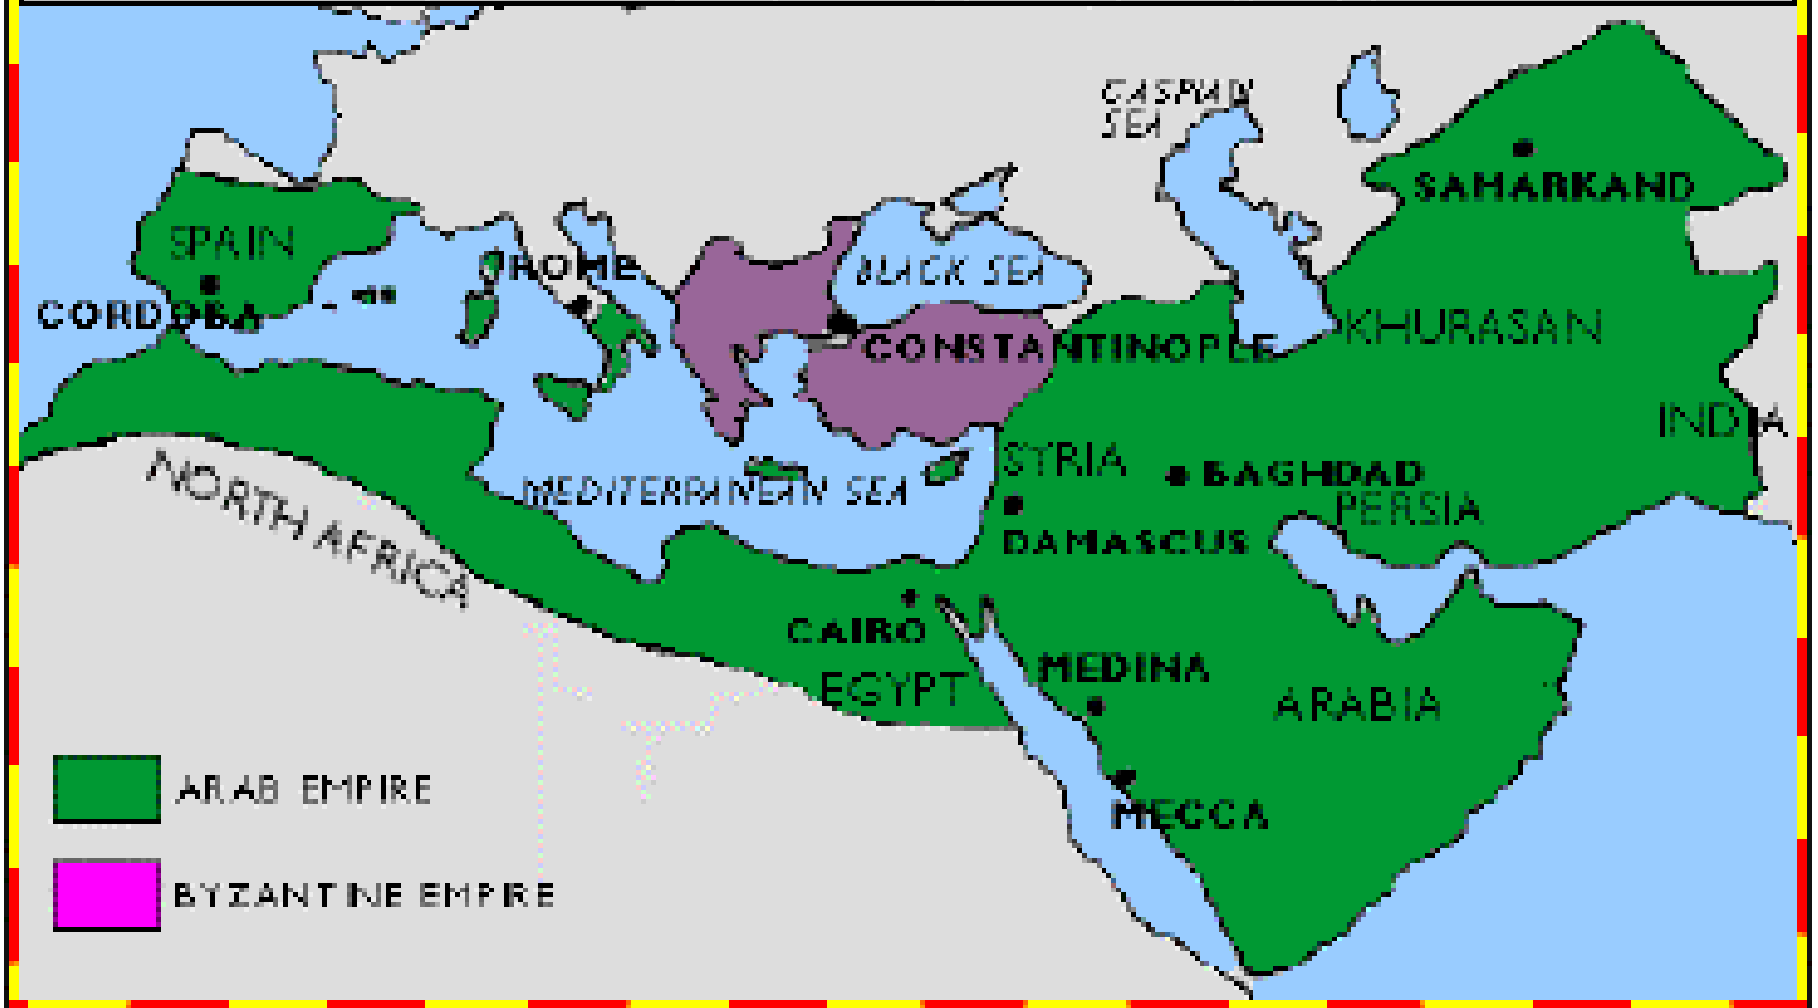 CASPIAN
SEA
SAMARKAND
SPAIN
ROME
BLACK SEA
CORDOBA
KHURASAN
CONSTANTINOPLE
INDIA
SYRIA
BAGHDAD
NORTH AFRICA
MEDITERRANEAN SEA
PERSIA
DAMASCUS
CAIRO
MEDINA
EGYPT
ARABIA
ARAB EMPIRE
MECCA
BYZANTINE EMPIRE